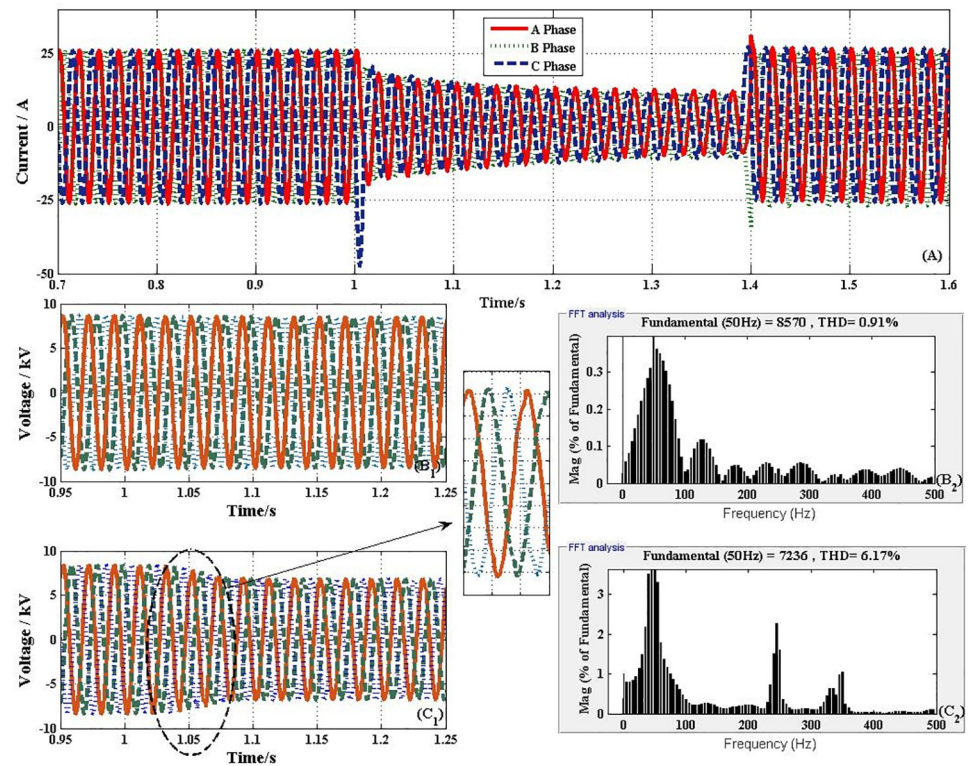 A Phase
B Phase
C Phase
25
0
-25
-50
Current / A
(A)
0.7 0.8 0.9 1 1.1 1.2 1.3 1.4 1.5 1.6
Time/s
10
5
0
-5
-10
Voltage / kV
(B1)
0.95 1 1.05 1.10 1.15 1.20 1.25
Time/s
FFT analysis
Fundamental (50Hz) = 8570 , THD= 0.91%
0.3
0.2
0.1
0
Mag (% of Fundamental)
(B2)
0 100 200 300 400 500
Frequency (Hz)
10
5
0
-5
-10
Voltage / kV
(C1)
0.95 1 1.05 1.10 1.15 1.20 1.25
Time/s
FFT analysis
Fundamental (50Hz) = 7236 , THD= 6.17%
3
2
1
0
Mag (% of Fundamental)
(C2)
0 100 200 300 400 500
Frequency (Hz)